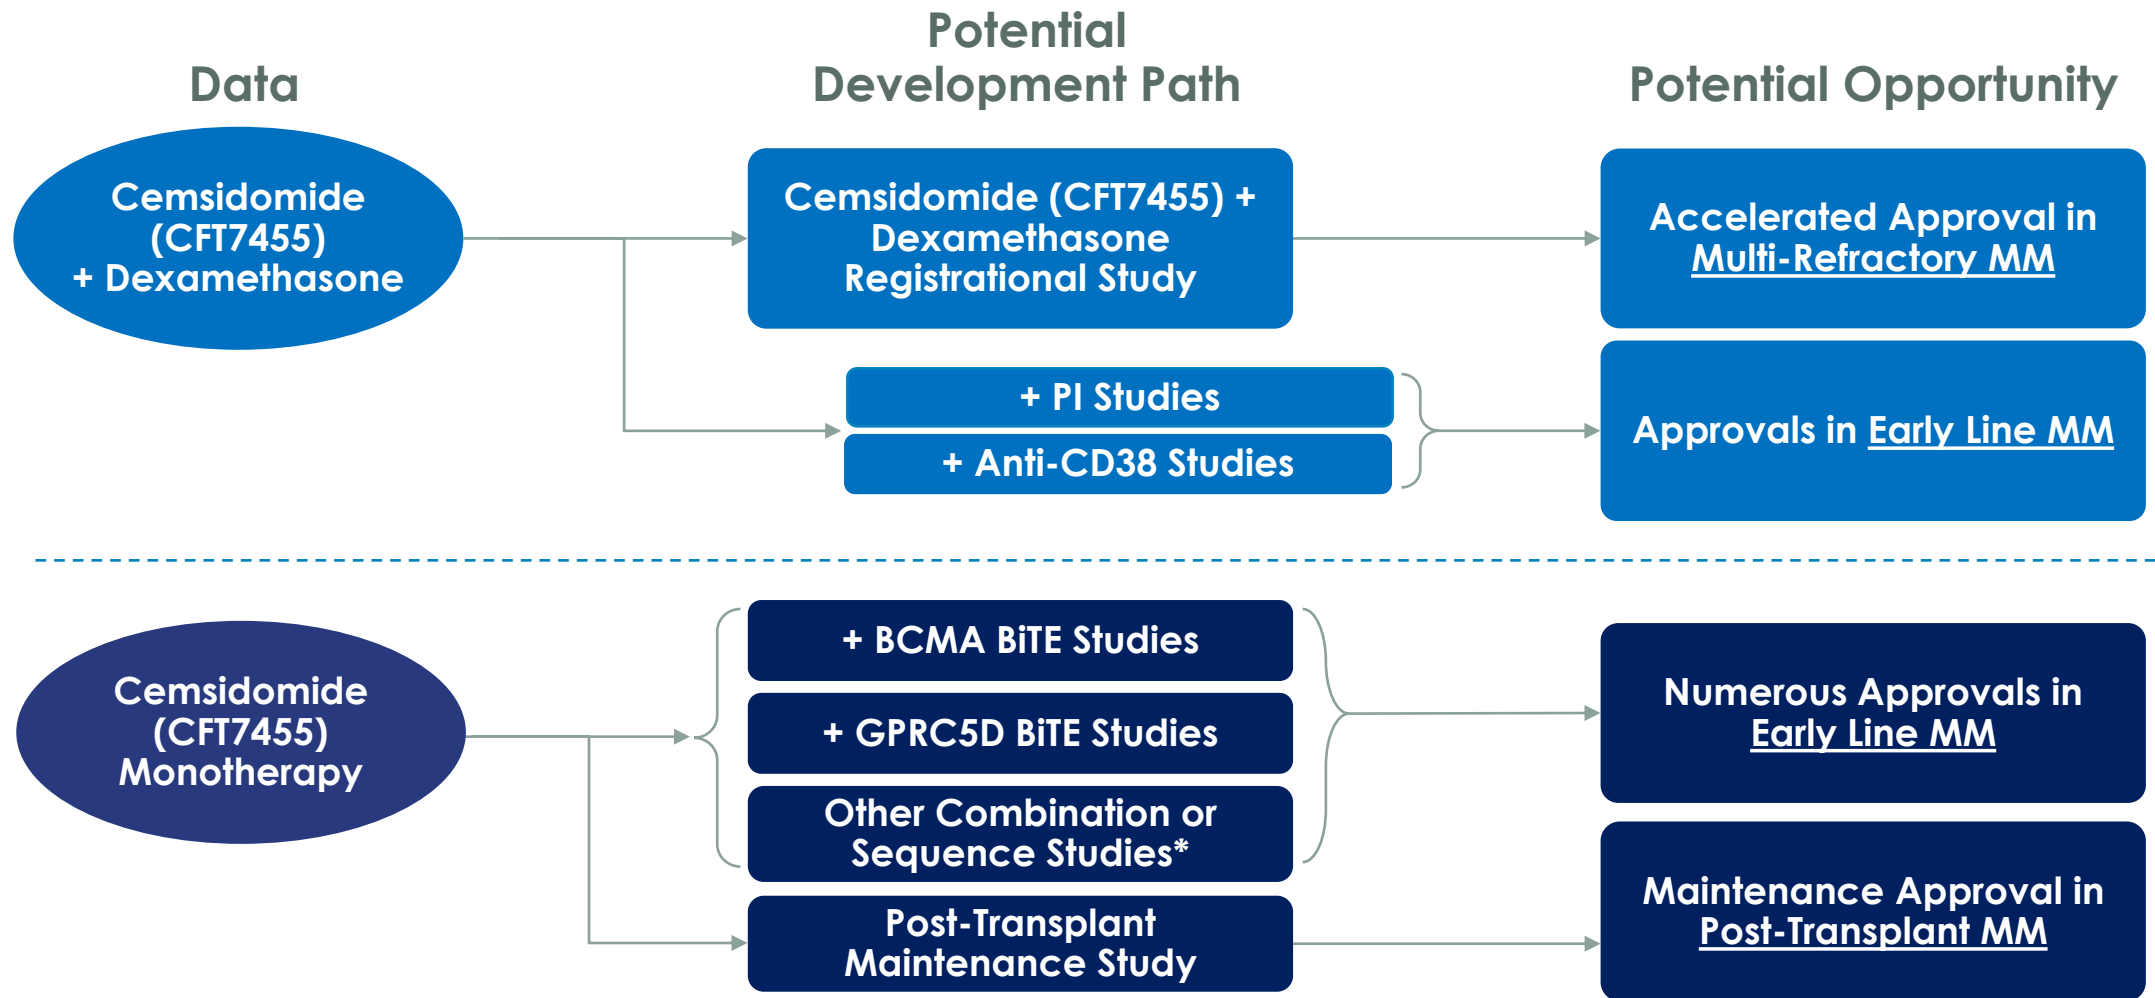 Data
Potential
Development Path
Potential Opportunity
Cemsidomide
(CFT7455)
+ Dexamethasone
Cemsidomide (CFT7455) +
Dexamethasone
Registrational Study
Accelerated Approval in
Multi-Refractory MM
+ PI Studies
+ Anti-CD38 Studies
Approvals in Early Line MM
Cemsidomide
(CFT7455)
Monotherapy
+ BCMA BiTE Studies
+ GPRC5D BiTE Studies
Other Combination or
Sequence Studies*
Numerous Approvals in
Early Line MM
Post-Transplant
Maintenance Study
Maintenance Approval in
Post-Transplant MM